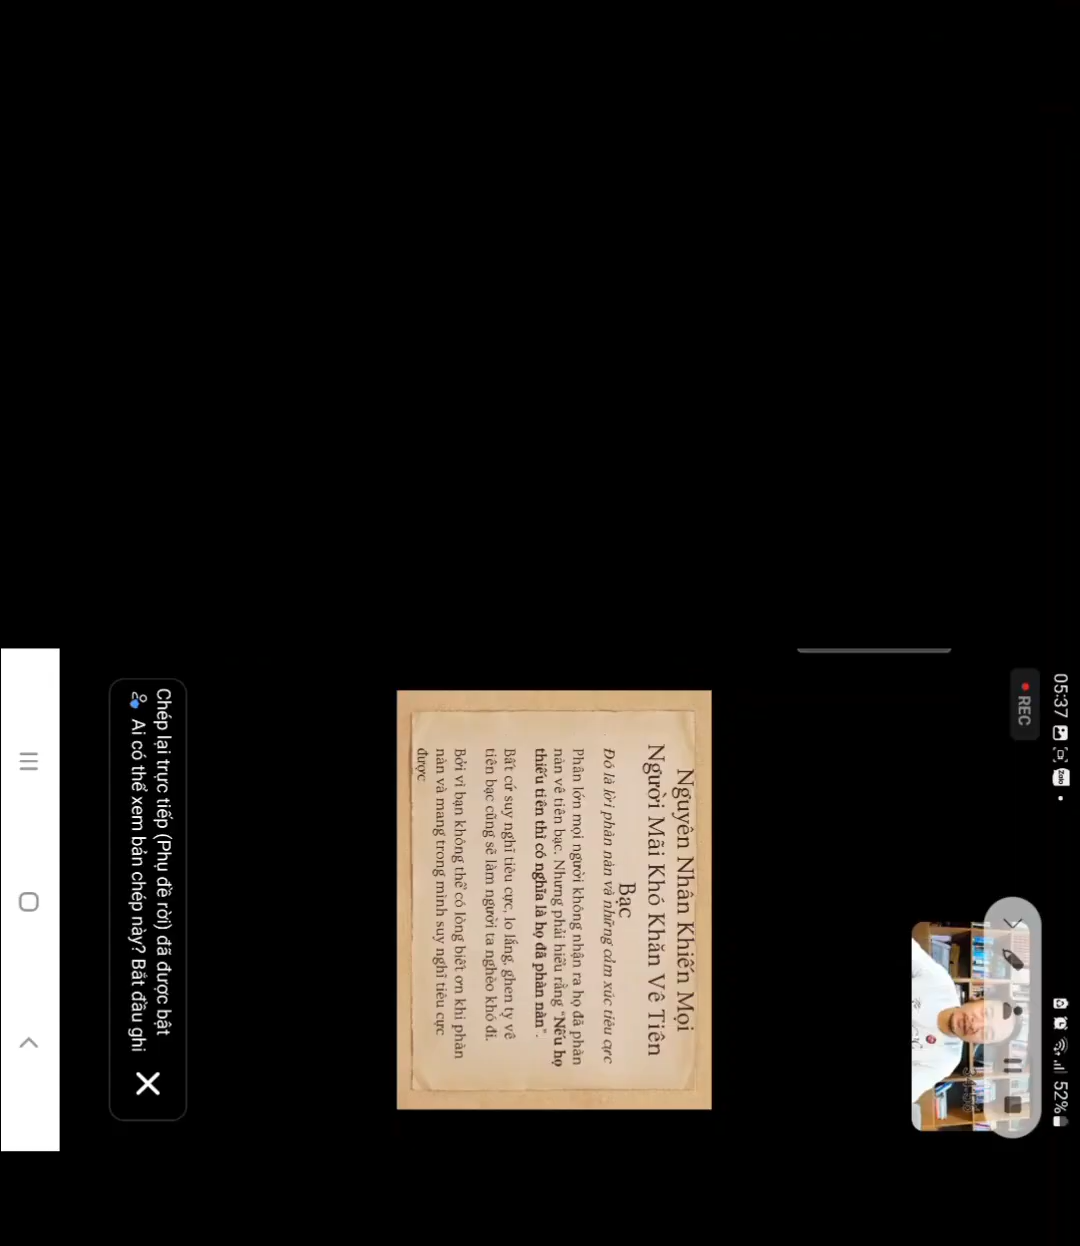 05:37
Zalo
52%
REC
Nguyên Nhân Khiến Mọi
Người Mãi Khó Khăn Về Tiền
Bạc
Đó là lời phàn nàn và những cảm xúc tiêu cực
Phần lớn mọi người không nhận ra họ đã phàn
nàn về tiền bạc. Nhưng phải hiểu rằng "Nếu họ
thiếu tiền thì có nghĩa là họ đã phàn nàn".
Bất cứ suy nghĩ tiêu cực, lo lắng, ghen tỵ về
tiền bạc cũng sẽ làm người ta nghèo khó đi.
Bởi vì bạn không thể có lòng biết ơn khi phàn
nàn và mang trong mình suy nghĩ tiêu cực
được
Chép lại trực tiếp (Phụ đề rời) đã được bật
Ai có thể xem bản chép này? Bắt đầu ghi